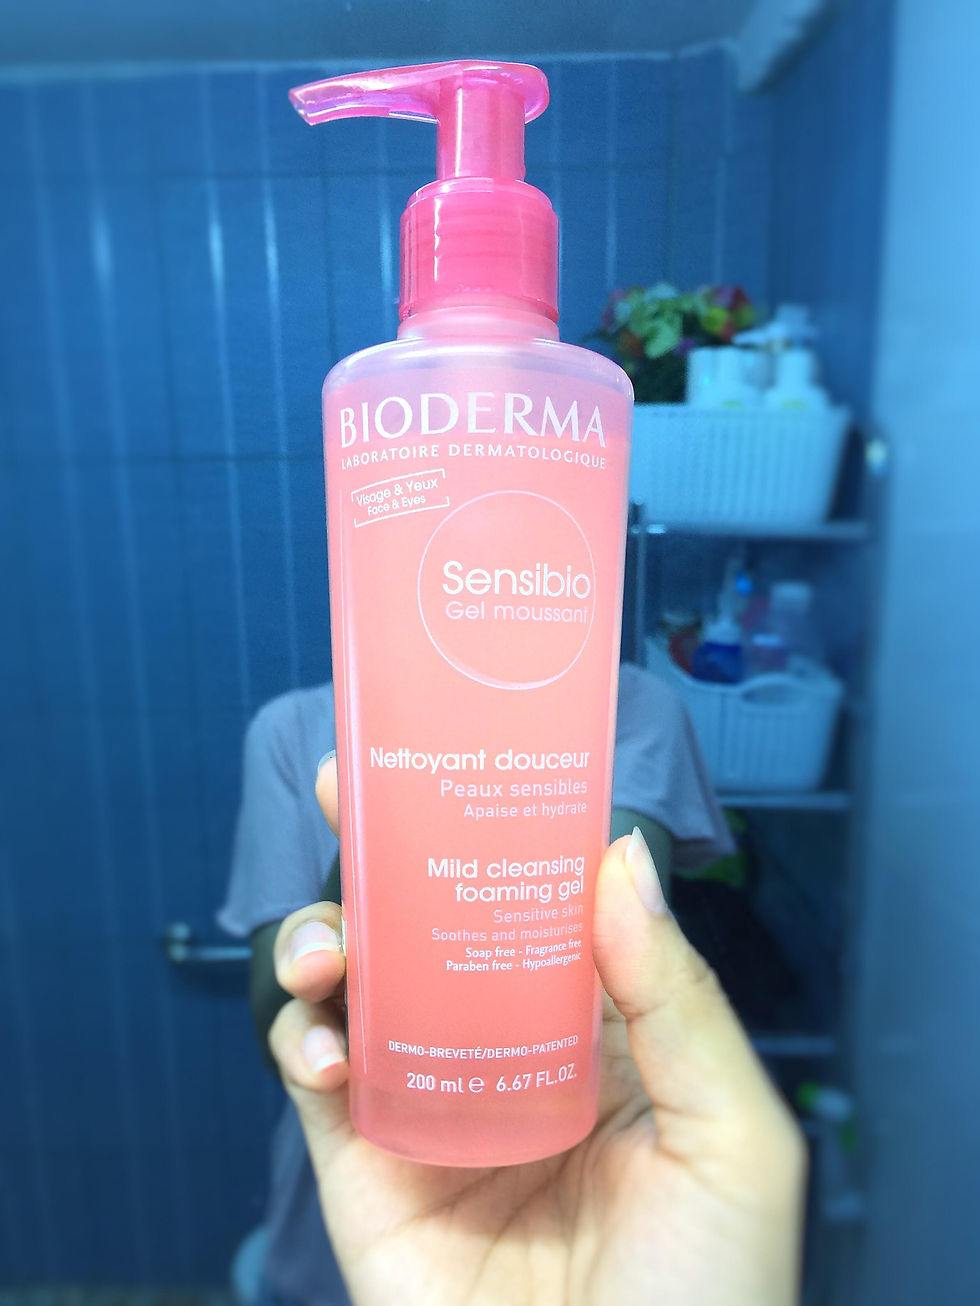 BIODERMA
LABORATOIRE DERMATOLOGIQUE
Visage & Yeux
Face & Eyes
Sensibio
Gel moussant
Nettoyant douceur
Peaux sensibles
Apaise et hydrate
Mild cleansing
foaming gel
Sensitive skin
Soothes and moisturises
Soap free - Fragrance free
Paraben free - Hypoallergenic
DERMO-BREVETÉ/DERMO-PATENTED
200 ml ℮ 6.67 FL.OZ.